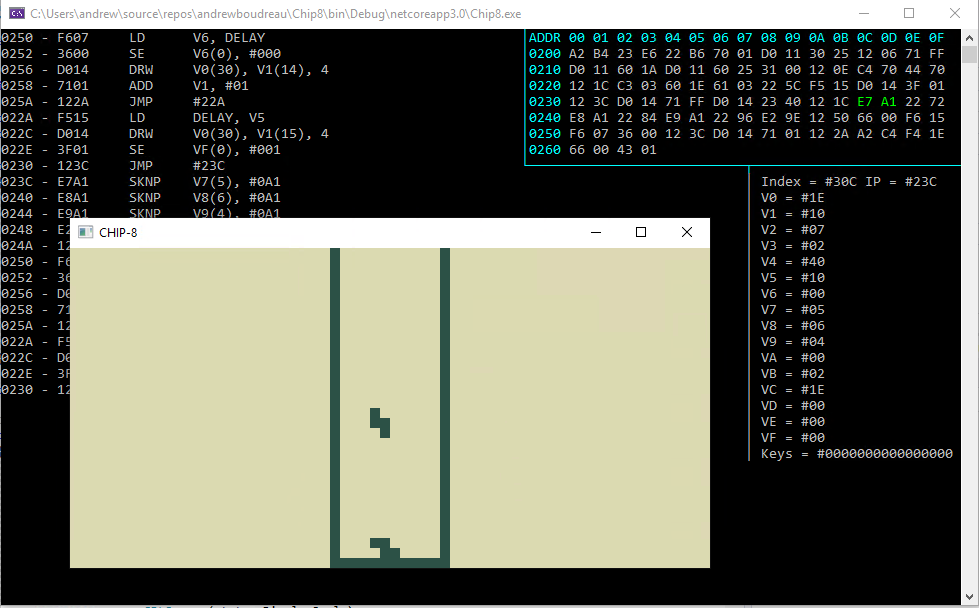 C:\Users\andrew\source\repos\andrewboudreau\Chip8\bin\Debug\netcoreapp3.0\Chip8.exe
0250 - F607 LD V6, DELAY
0252 - 3600 SE V6(0), #000
0256 - D014 DRW V0(30), V1(14), 4
0258 - 7101 ADD V1, #01
025A - 122A JMP #22A
022A - F515 LD DELAY, V5
022C - D014 DRW V0(30), V1(15), 4
022E - 3F01 SE VF(0), #001
0230 - 123C JMP #23C
023C - E7A1 SKNP V7(5), #0A1
0240 - E8A1 SKNP V8(6), #0A1
0244 - E9A1 SKNP V9(4), #0A1
0248 - E2
024A - 12
0250 - F6
0252 - 36
0256 - D0
0258 - 71
025A - 12
022A - F5
022C - D0
022E - 3F
0230 - 12
ADDR 00 01 02 03 04 05 06 07 08 09 0A 0B 0C 0D 0E 0F
0200 A2 B4 23 E6 22 B6 70 01 D0 11 30 25 12 06 71 FF
0210 D0 11 60 1A D0 11 60 25 31 00 12 0E C4 70 44 70
0220 12 1C C3 03 60 1E 61 03 22 5C F5 15 D0 14 3F 01
0230 12 3C D0 14 71 FF D0 14 23 40 12 1C E7 A1 22 72
0240 E8 A1 22 84 E9 A1 22 96 E2 9E 12 50 66 00 F6 15
0250 F6 07 36 00 12 3C D0 14 71 01 12 2A A2 C4 F4 1E
0260 66 00 43 01
Index = #30C IP = #23C
V0 = #1E
V1 = #10
V2 = #07
V3 = #02
V4 = #40
V5 = #10
V6 = #00
V7 = #05
V8 = #06
V9 = #04
VA = #00
VB = #02
VC = #1E
VD = #00
VE = #00
VF = #00
Keys = #0000000000000000
CHIP-8